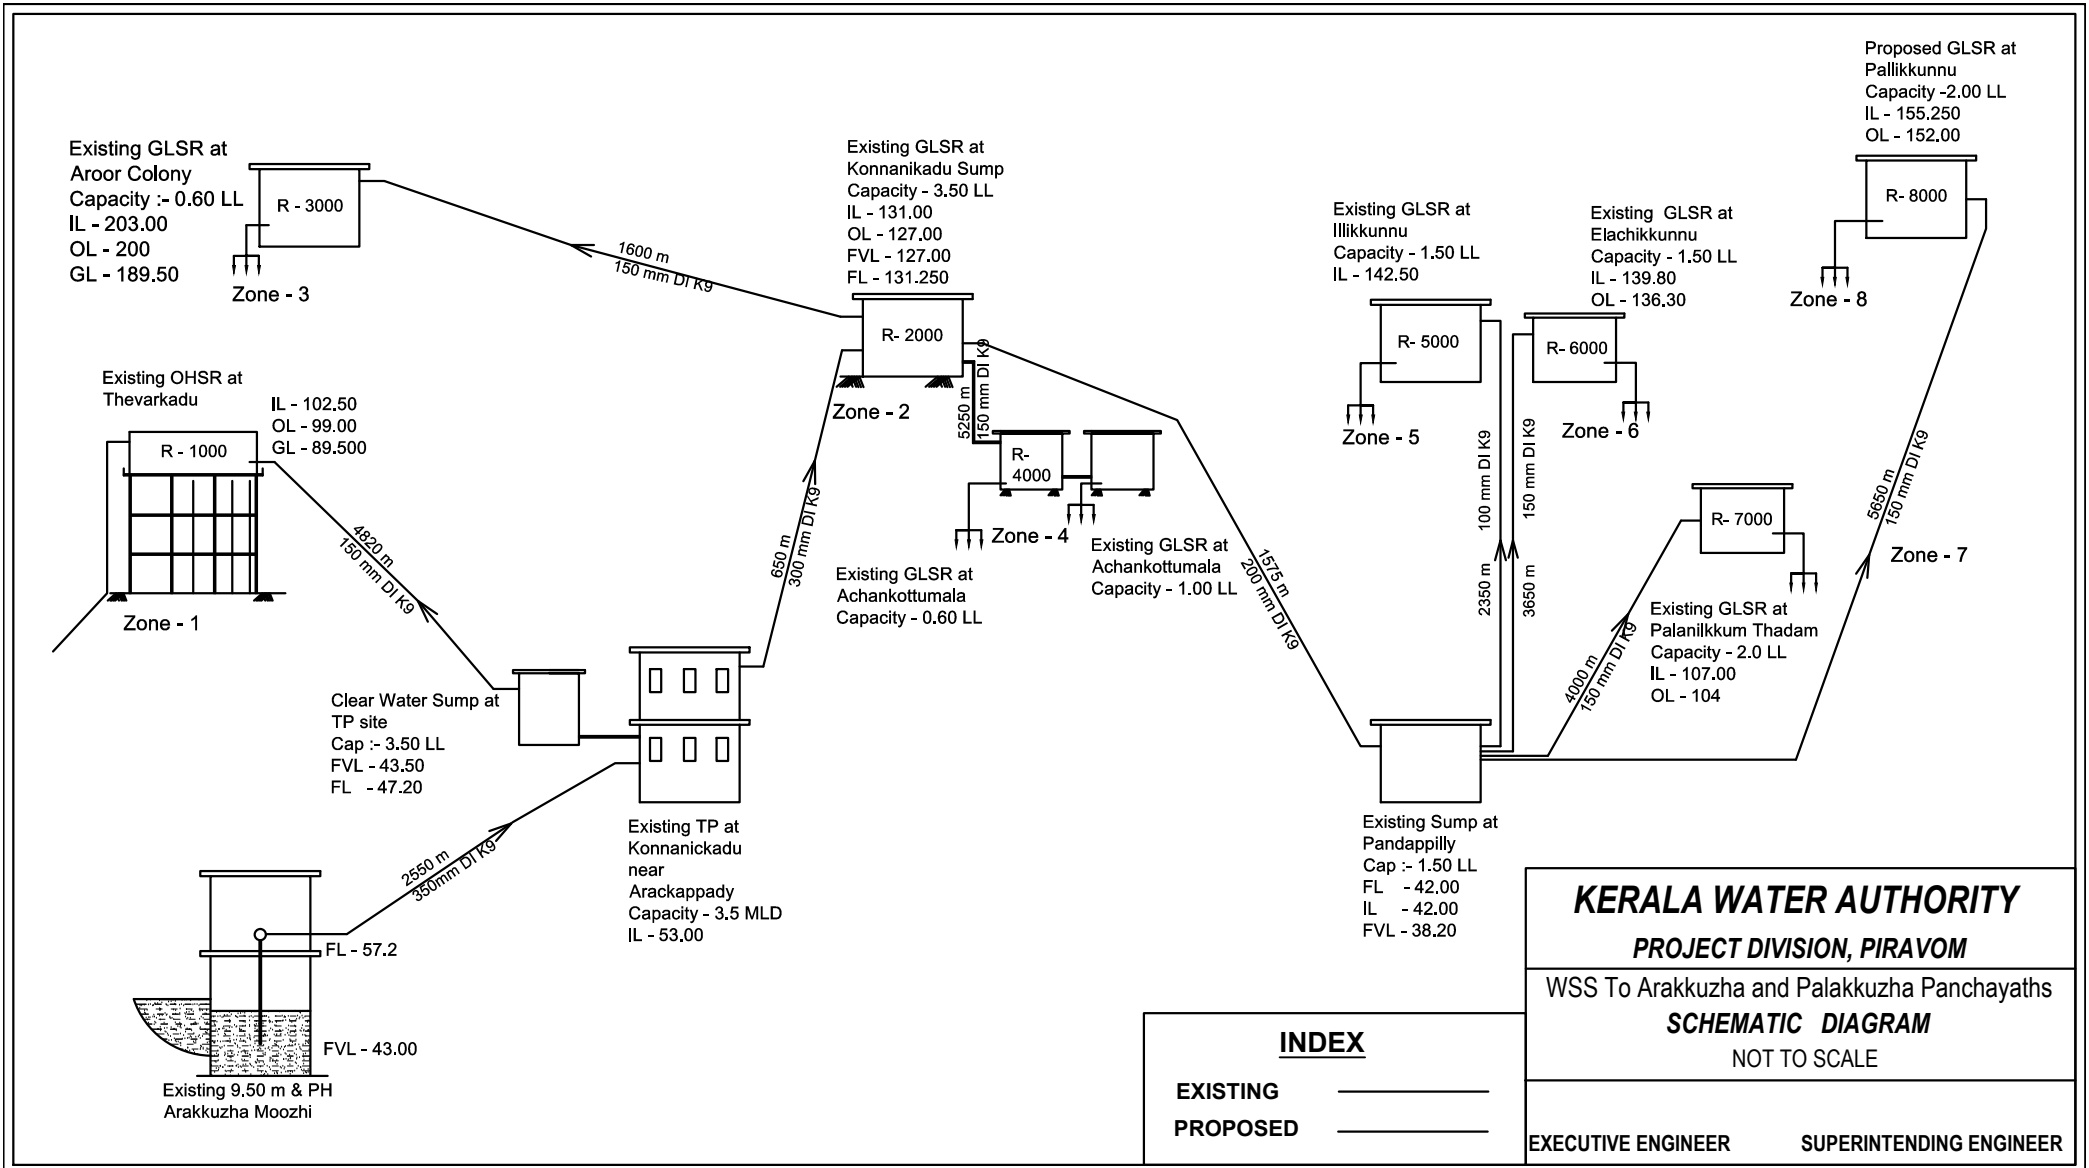 Existing GLSR at
Aroor Colony
Capacity :- 0.60 LL
IL - 203.00
OL - 200
GL - 189.50
R - 3000
Zone - 3
1600 m
150 mm DI K9
Existing GLSR at
Konnanikadu Sump
Capacity - 3.50 LL
IL - 131.00
OL - 127.00
FVL - 127.00
FL - 131.250
R- 2000
Zone - 2
5250 m
150 mm DI K9
Existing OHSR at
Thevarkadu
IL - 102.50
OL - 99.00
GL - 89.500
R - 1000
Zone - 1
4820 m
150 mm DI K9
650 m
300 mm DI K9
R-
4000
Zone - 4
Existing GLSR at
Achankottumala
Capacity - 0.60 LL
Existing GLSR at
Achankottumala
Capacity - 1.00 LL
1575 m
200 mm DI K9
Clear Water Sump at
TP site
Cap :- 3.50 LL
FVL - 43.50
FL - 47.20
2550 m
350mm DI K9
Existing TP at
Konnanickadu
near
Arackappady
Capacity - 3.5 MLD
IL - 53.00
FL - 57.2
FVL - 43.00
Existing 9.50 m & PH
Arakkuzha Moozhi
Existing GLSR at
Illikkunnu
Capacity - 1.50 LL
IL - 142.50
R- 5000
Zone - 5
Existing GLSR at
Elachikkunnu
Capacity - 1.50 LL
IL - 139.80
OL - 136.30
R- 6000
Zone - 6
2350 m
100 mm DI K9
3650 m
150 mm DI K9
Proposed GLSR at
Pallikkunnu
Capacity -2.00 LL
IL - 155.250
OL - 152.00
R- 8000
Zone - 8
5650 m
150 mm DI K9
R- 7000
Zone - 7
4000 m
150 mm DI K9
Existing GLSR at
Palanilkkum Thadam
Capacity - 2.0 LL
IL - 107.00
OL - 104
Existing Sump at
Pandappilly
Cap :- 1.50 LL
FL - 42.00
IL - 42.00
FVL - 38.20
INDEX
EXISTING
PROPOSED
KERALA WATER AUTHORITY
PROJECT DIVISION, PIRAVOM
WSS To Arakkuzha and Palakkuzha Panchayaths
SCHEMATIC DIAGRAM
NOT TO SCALE
EXECUTIVE ENGINEER SUPERINTENDING ENGINEER